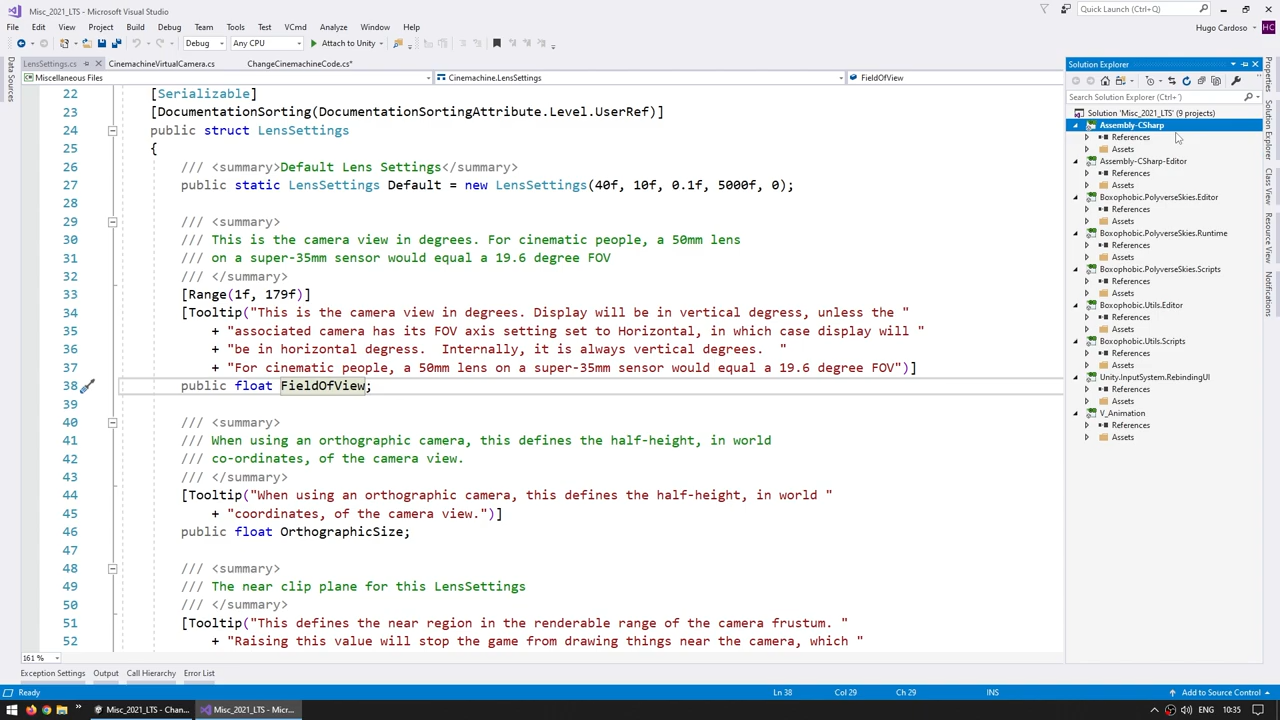 Misc_2021_LTS - Microsoft Visual Studio
Quick Launch (Ctrl+Q)
File Edit View Project Build Debug Team Tools Test VCmd Analyze Window Help
Hugo Cardoso HC
Debug Any CPU Attach to Unity
LensSettings.cs CinemachineVirtualCamera.cs ChangeCinemachineCode.cs*
Miscellaneous Files Cinemachine.LensSettings FieldOfView
Data Sources
22 [Serializable]
23 [DocumentationSorting(DocumentationSortingAttribute.Level.UserRef)]
24 public struct LensSettings
25 {
26 /// <summary>Default Lens Settings</summary>
27 public static LensSettings Default = new LensSettings(40f, 10f, 0.1f, 5000f, 0);
28
29 /// <summary>
30 /// This is the camera view in degrees. For cinematic people, a 50mm lens
31 /// on a super-35mm sensor would equal a 19.6 degree FOV
32 /// </summary>
33 [Range(1f, 179f)]
34 [Tooltip("This is the camera view in degrees. Display will be in vertical degress, unless the "
35 + "associated camera has its FOV axis setting set to Horizontal, in which case display will "
36 + "be in horizontal degress.  Internally, it is always vertical degrees.  "
37 + "For cinematic people, a 50mm lens on a super-35mm sensor would equal a 19.6 degree FOV")]
38 public float FieldOfView;
39
40 /// <summary>
41 /// When using an orthographic camera, this defines the half-height, in world
42 /// co-ordinates, of the camera view.
43 /// </summary>
44 [Tooltip("When using an orthographic camera, this defines the half-height, in world "
45 + "coordinates, of the camera view.")]
46 public float OrthographicSize;
47
48 /// <summary>
49 /// The near clip plane for this LensSettings
50 /// </summary>
51 [Tooltip("This defines the near region in the renderable range of the camera frustum. "
52 + "Raising this value will stop the game from drawing things near the camera, which "
161 %
Exception Settings Output Call Hierarchy Error List
Solution Explorer
Search Solution Explorer (Ctrl+')
Solution 'Misc_2021_LTS' (9 projects)
Assembly-CSharp
References
Assets
Assembly-CSharp-Editor
References
Assets
Boxophobic.PolyverseSkies.Editor
References
Assets
Boxophobic.PolyverseSkies.Runtime
References
Assets
Boxophobic.PolyverseSkies.Scripts
References
Assets
Boxophobic.Utils.Editor
References
Assets
Boxophobic.Utils.Scripts
References
Assets
Unity.InputSystem.RebindingUI
References
Assets
V_Animation
References
Assets
Properties
Solution Explorer
Class View
Resource View
Notifications
Ready Ln 38 Col 29 Ch 29 INS Add to Source Control
Misc_2021_LTS - Chan... Misc_2021_LTS - Micr... ENG 10:35